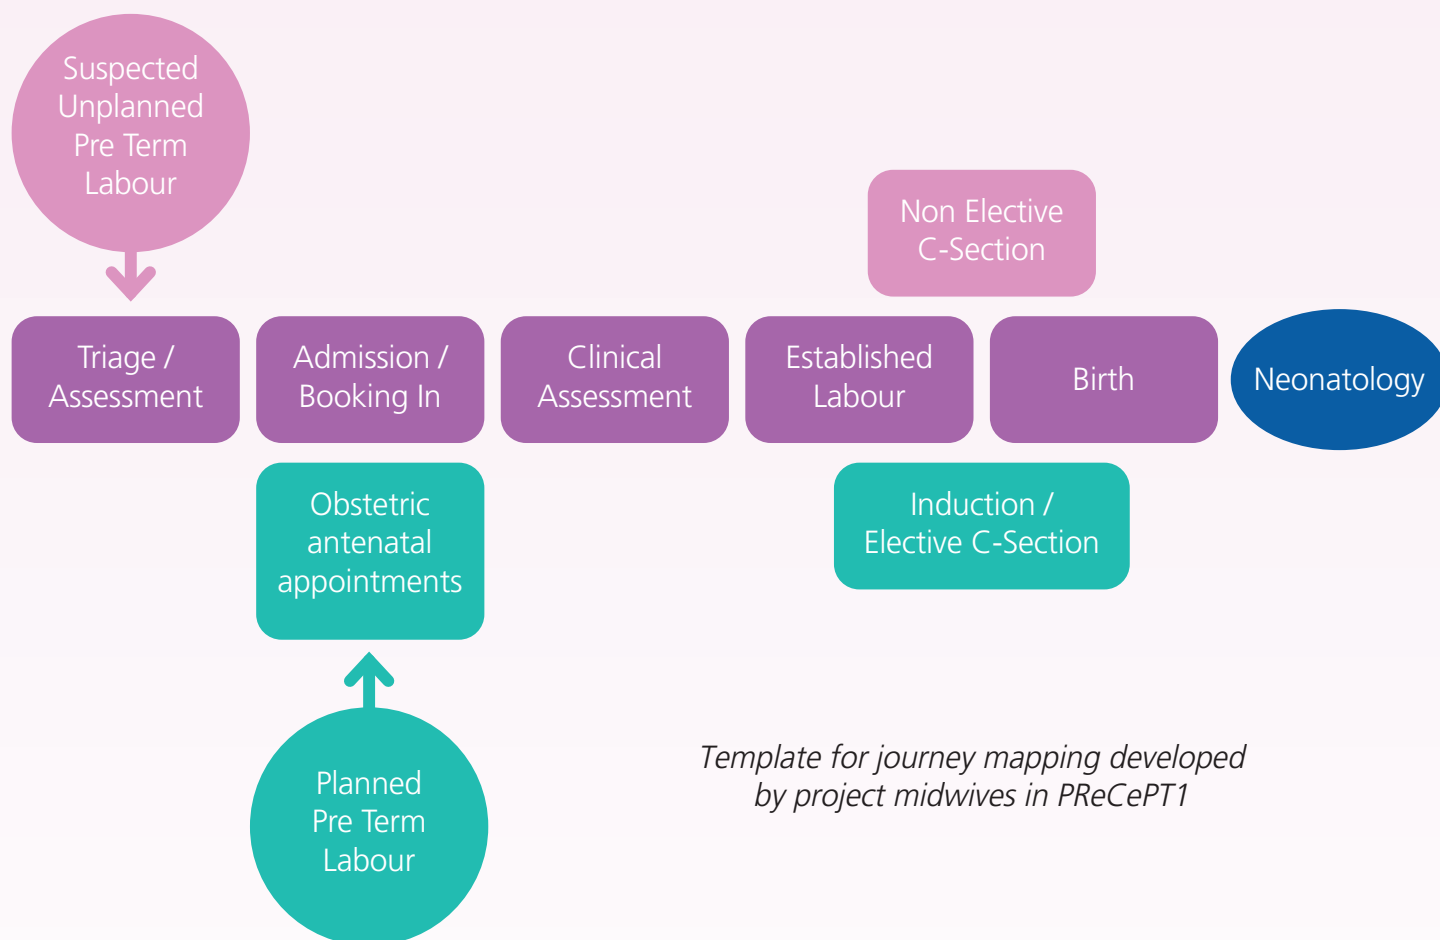 Suspected
Unplanned
Pre Term
Labour
Non Elective
C-Section
Triage /
Assessment
Admission /
Booking In
Clinical
Assessment
Established
Labour
Birth
Neonatology
Obstetric
antenatal
appointments
Induction /
Elective C-Section
Planned
Pre Term
Labour
Template for journey mapping developed
by project midwives in PReCePT1